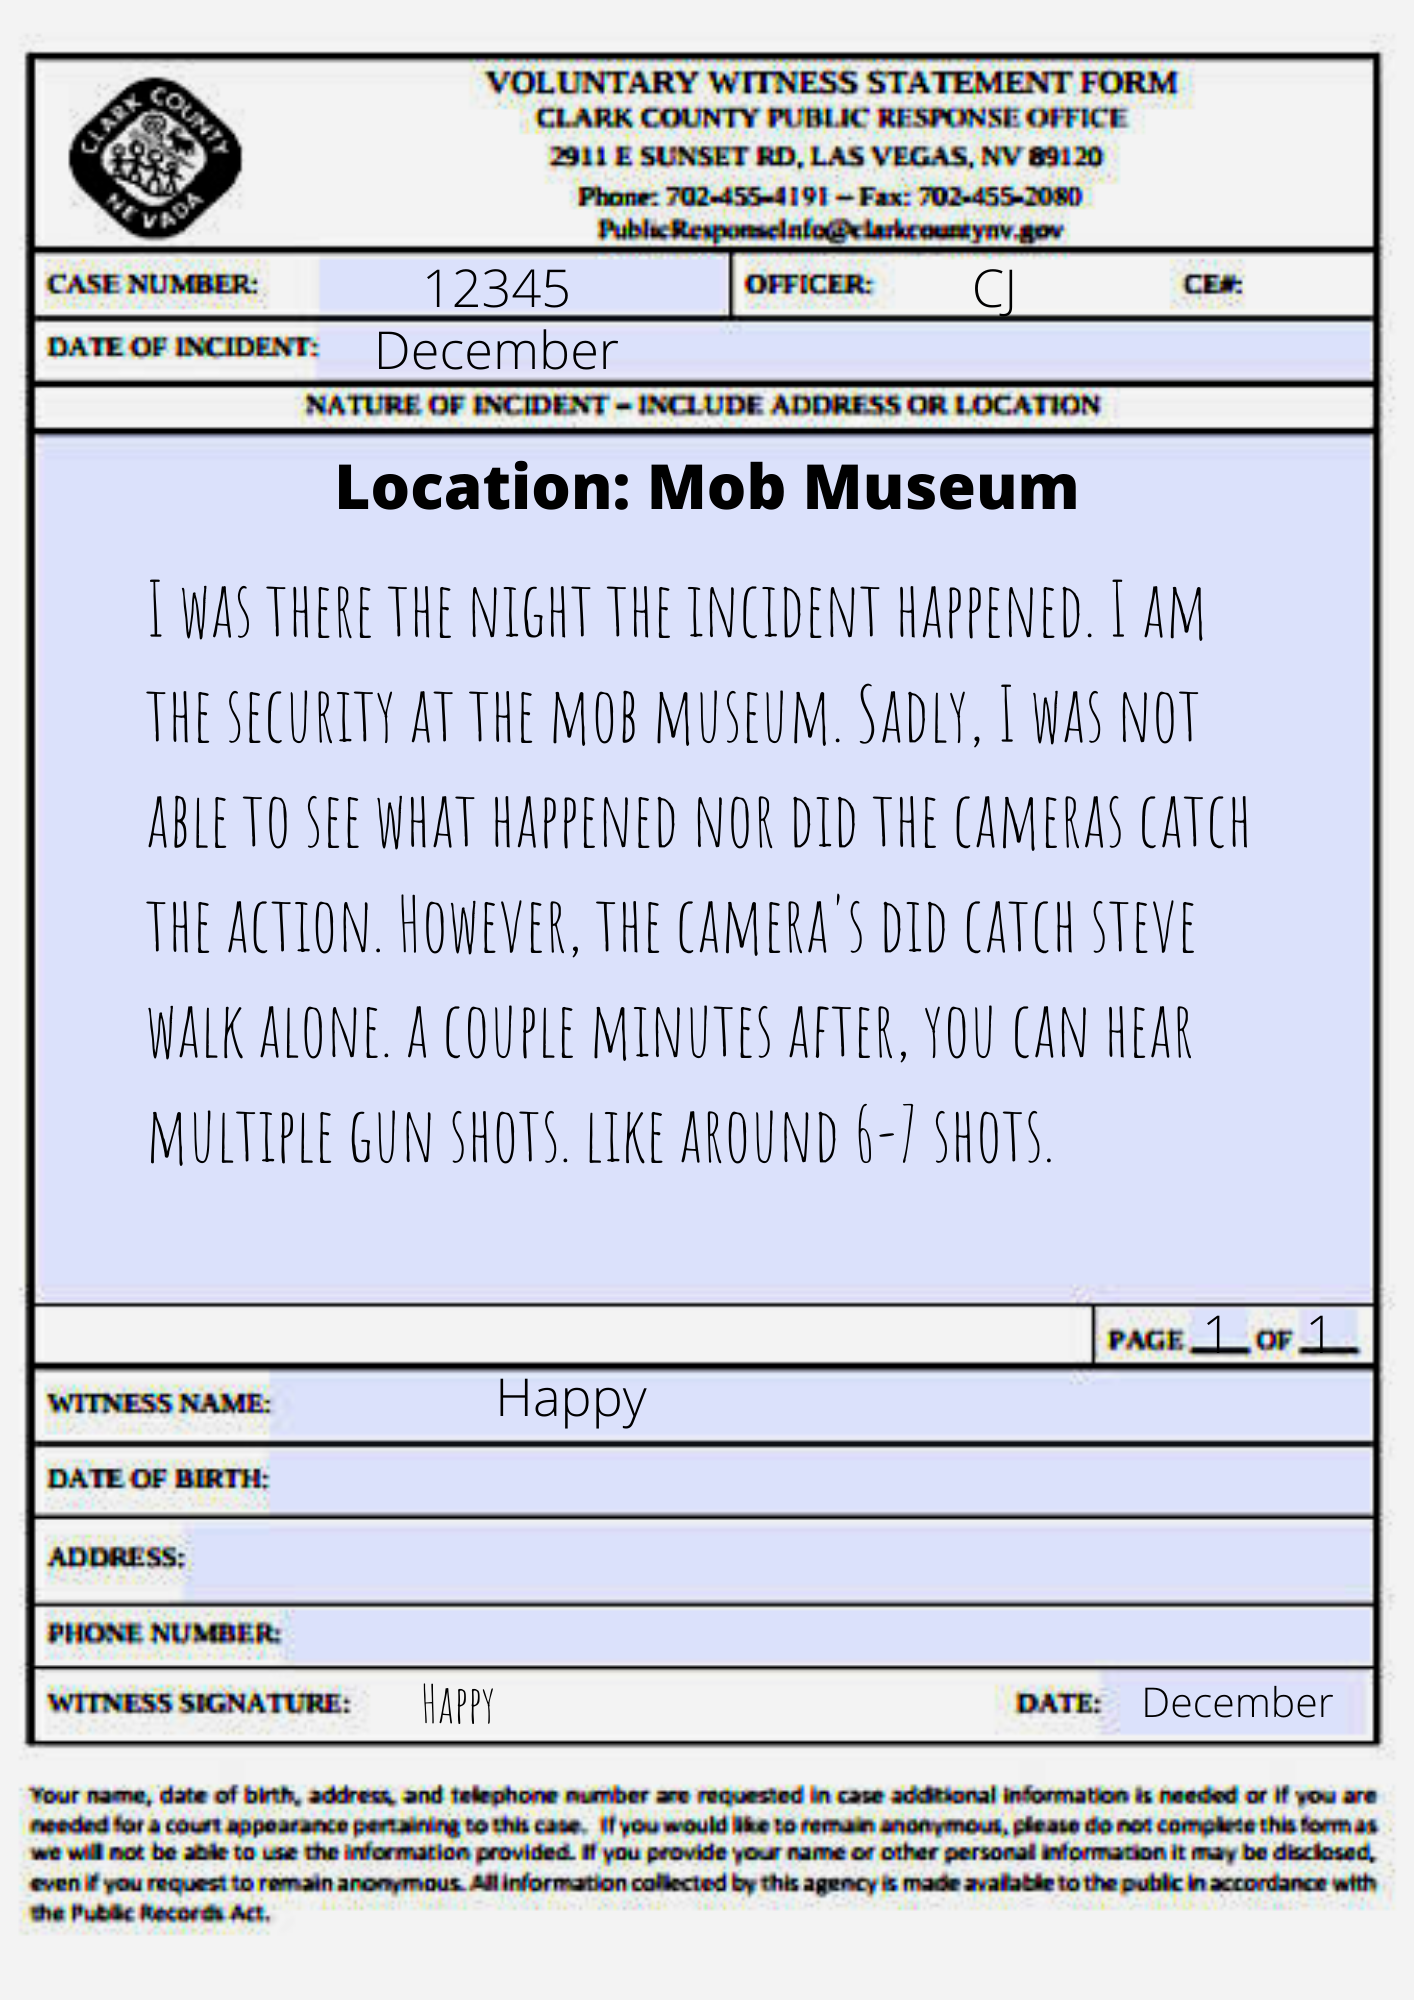 CLARK COUNTY
NEVADA
VOLUNTARY WITNESS STATEMENT FORM
CLARK COUNTY PUBLIC RESPONSE OFFICE
2911 E SUNSET RD, LAS VEGAS, NV 89120
Phone: 702-455-4191 – Fax: 702-455-2080
PublicResponseInfo@clarkcountynv.gov
CASE NUMBER: 12345 OFFICER: CJ CE#:
DATE OF INCIDENT: December
NATURE OF INCIDENT – INCLUDE ADDRESS OR LOCATION
Location: Mob Museum
I was there the night the incident happened. I am
the security at the mob museum. Sadly, I was not
able to see what happened nor did the cameras catch
the action. However, the camera's did catch steve
walk alone. a couple minutes after, you can hear
multiple gun shots. like around 6-7 shots.
PAGE 1 OF 1
WITNESS NAME: Happy
DATE OF BIRTH:
ADDRESS:
PHONE NUMBER:
WITNESS SIGNATURE: Happy DATE: December
Your name, date of birth, address, and telephone number are requested in case additional information is needed or if you are
needed for a court appearance pertaining to this case. If you would like to remain anonymous, please do not complete this form as
we will not be able to use the information provided. If you provide your name or other personal information it may be disclosed,
even if you request to remain anonymous. All information collected by this agency is made available to the public in accordance with
the Public Records Act.